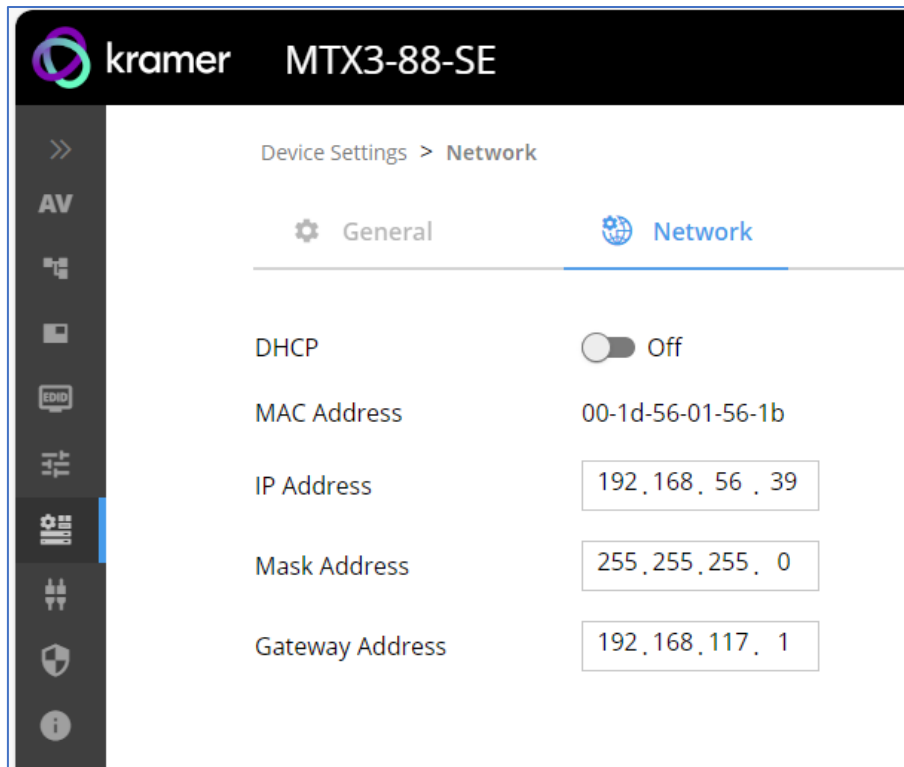 kramer MTX3-88-SE
Device Settings > Network
AV
General Network
DHCP Off
MAC Address 00-1d-56-01-56-1b
EDID
IP Address 192.168.56.39
Mask Address 255.255.255.0
Gateway Address 192.168.117.1